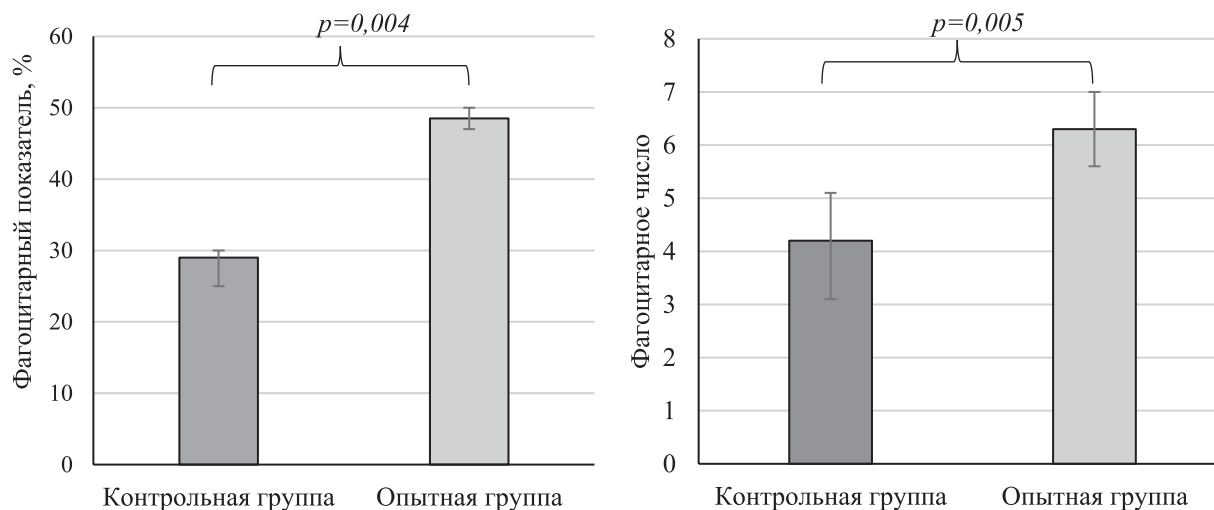 p=0,004
Фагоцитарный показатель, %
60
50
40
30
20
10
0
Контрольная группа
Опытная группа
p=0,005
Фагоцитарное число
8
7
6
5
4
3
2
1
0
Контрольная группа
Опытная группа